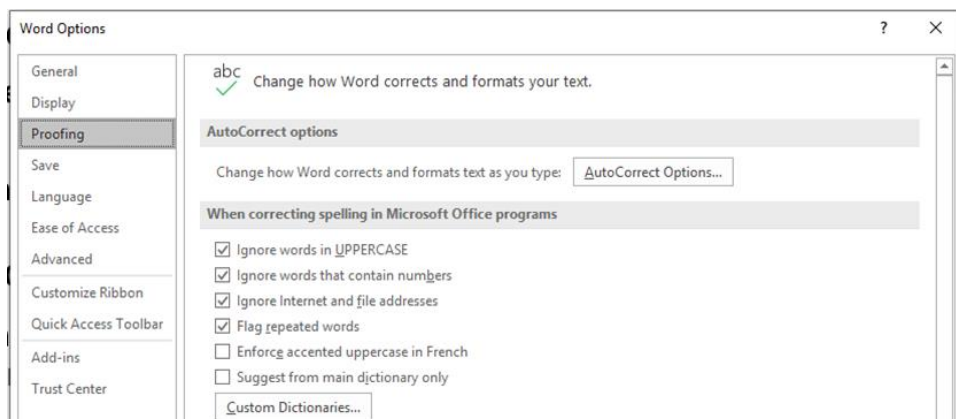 Word Options
?
General
Display
Proofing
Save
Language
Ease of Access
Advanced
Customize Ribbon
Quick Access Toolbar
Add-ins
Trust Center
abc
Change how Word corrects and formats your text.
AutoCorrect options
Change how Word corrects and formats text as you type:
AutoCorrect Options...
When correcting spelling in Microsoft Office programs
Ignore words in UPPERCASE
Ignore words that contain numbers
Ignore Internet and file addresses
Flag repeated words
Enforce accented uppercase in French
Suggest from main dictionary only
Custom Dictionaries...